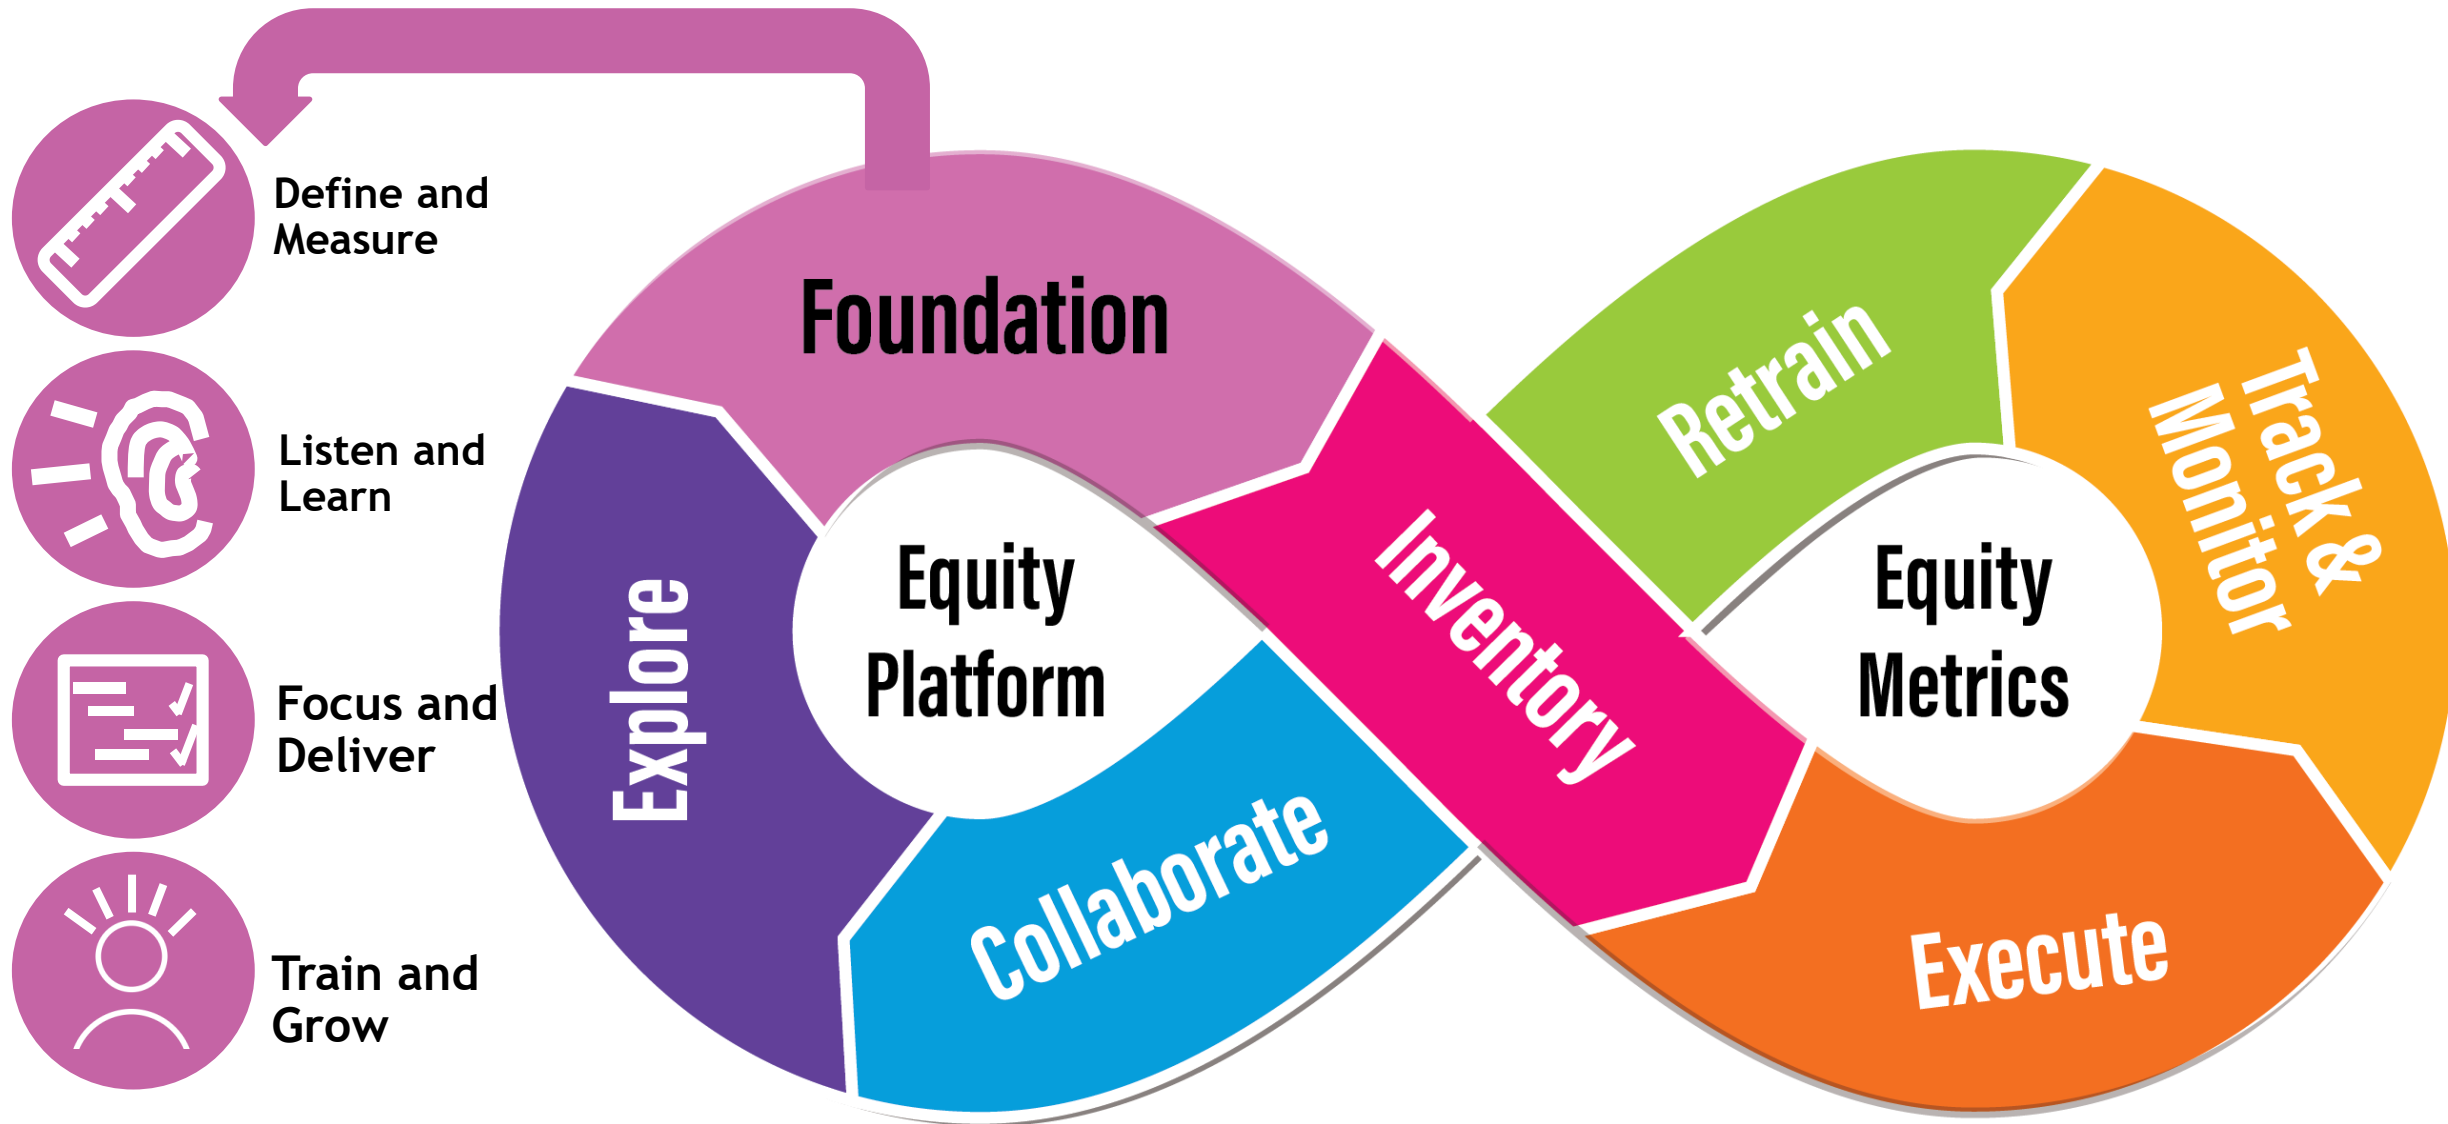 Define and
Measure
Listen and
Learn
Focus and
Deliver
Train and
Grow
Foundation
Explore
Equity
Platform
Collaborate
Inventory
Retrain
Track &
Monitor
Equity
Metrics
Execute